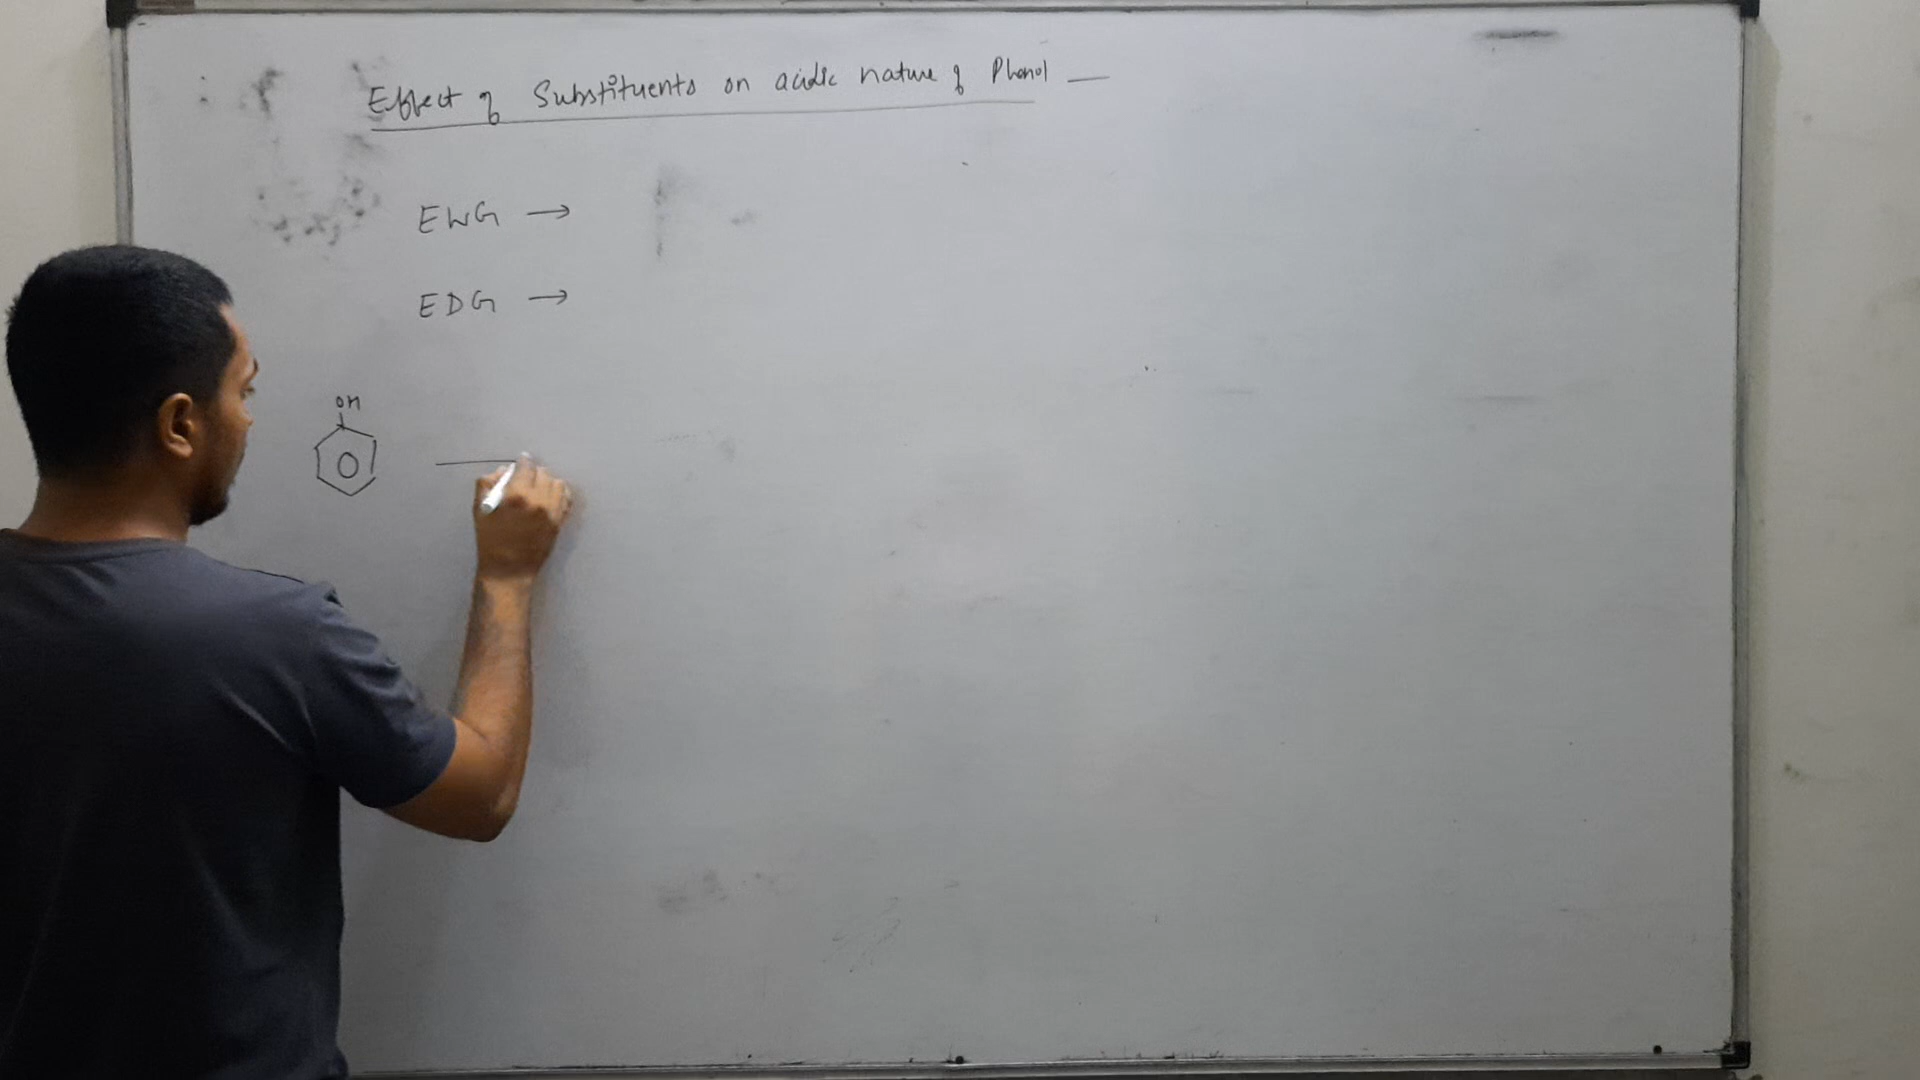 Effect of Substituents on acidic nature of Phenol —
EWG →
EDG →
OH